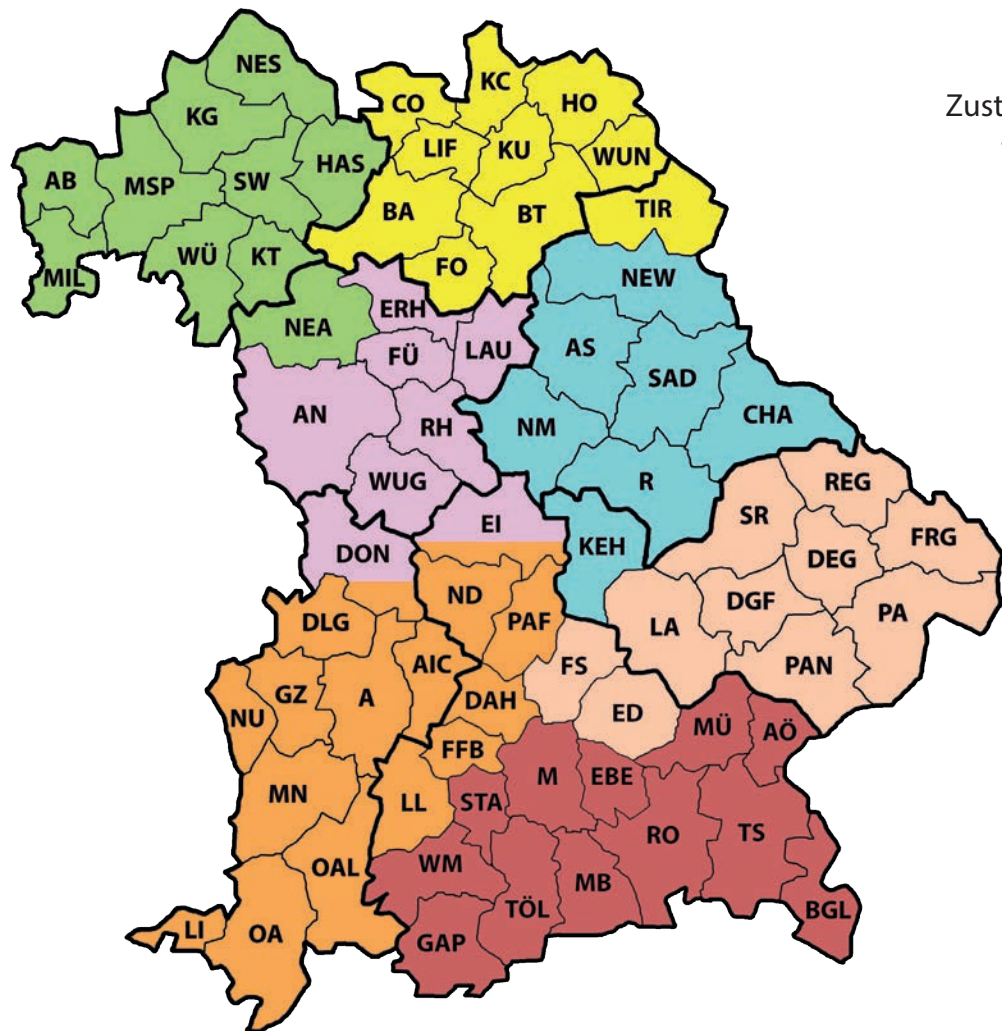 NES
KC
CO
HO
KG
Zust
LIF
KU
WUN
HAS
AB
MSP
SW
TIR
BA
BT
WÜ
KT
FO
MIL
NEW
ERH
NEA
FÜ
LAU
AS
SAD
AN
CHA
RH
NM
WUG
R
REG
SR
EI
FRG
KEH
DON
DEG
ND
DGF
PA
DLG
PAF
LA
AIC
FS
PAN
GZ
A
DAH
NU
ED
MÜ
AÖ
FFB
M
EBE
MN
LL
STA
RO
TS
WM
OAL
MB
TÖL
BGL
LI
OA
GAP